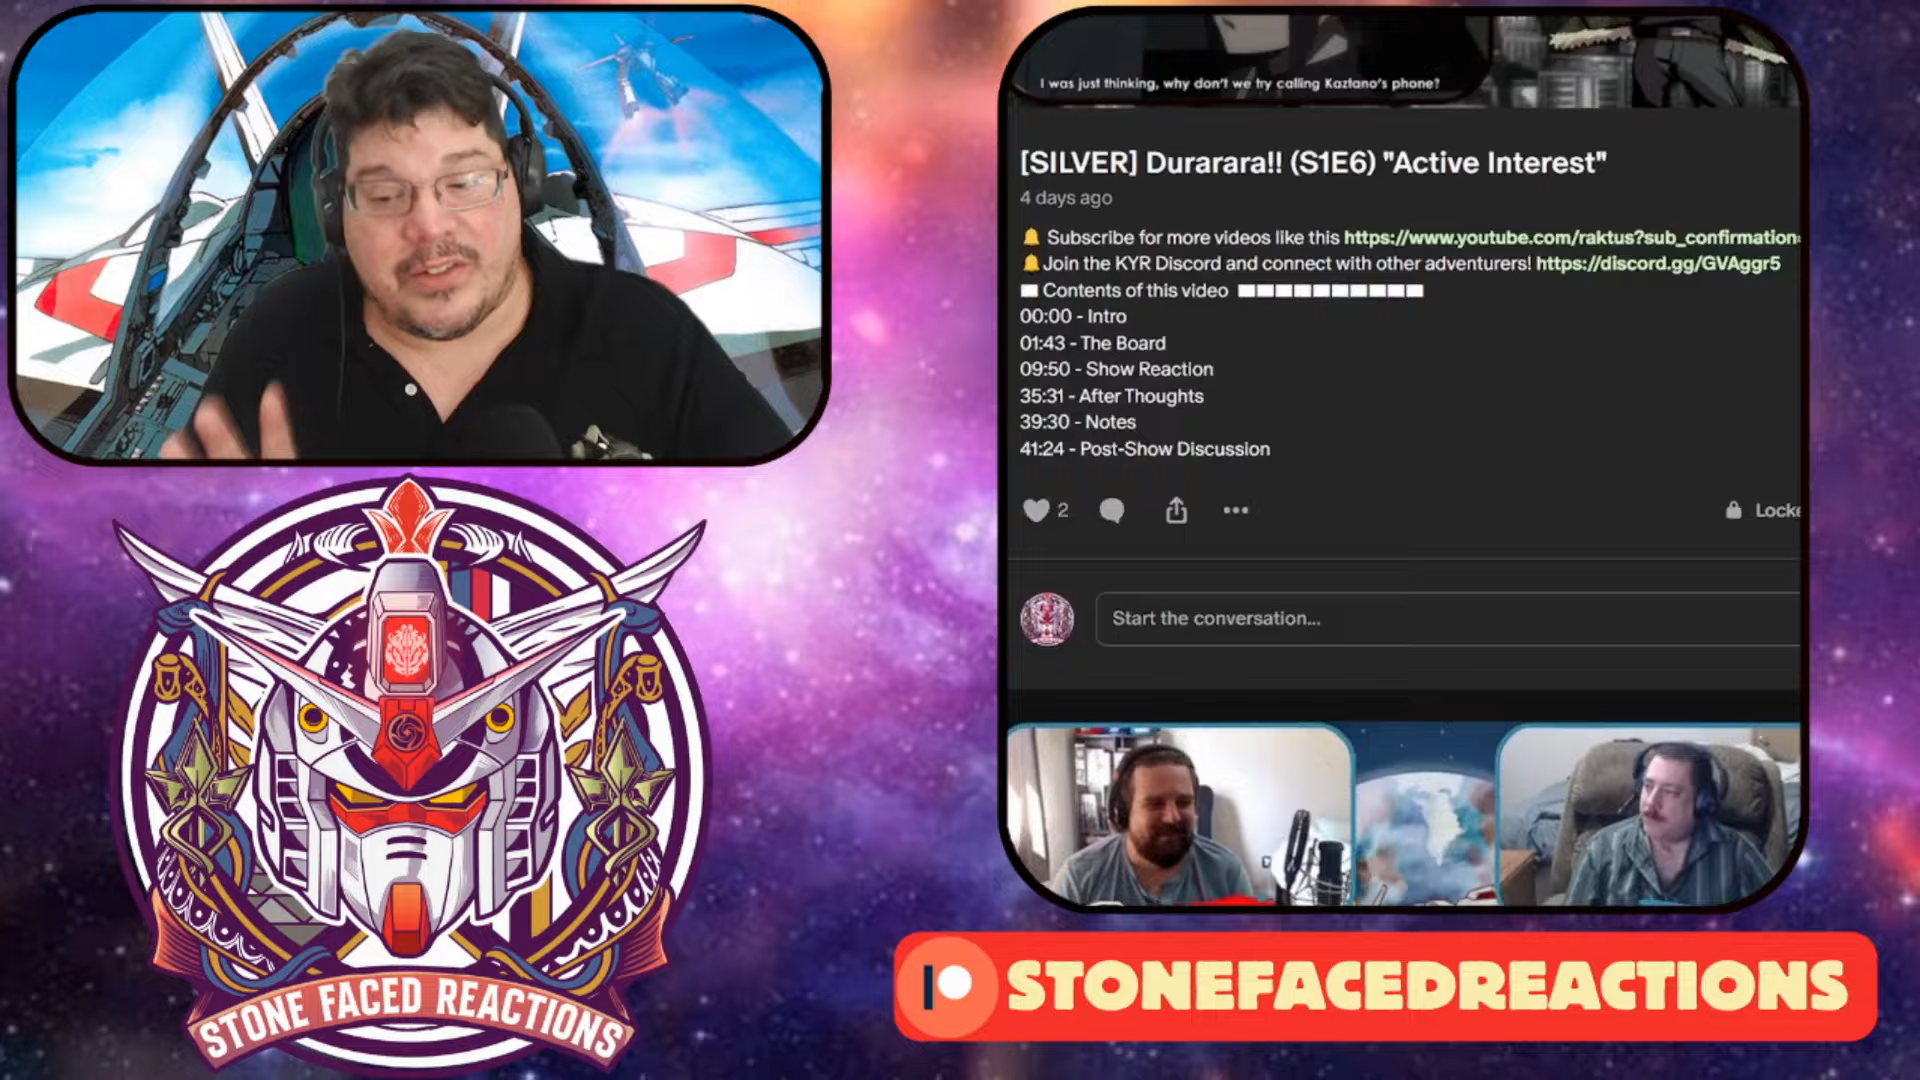 I was just thinking, why don't we try calling Kaztano's phone?
[SILVER] Durarara!! (S1E6) "Active Interest"
4 days ago
🔔 Subscribe for more videos like this https://www.youtube.com/raktus?sub_confirmation=
🔔Join the KYR Discord and connect with other adventurers! https://discord.gg/GVAggr5
Contents of this video
00:00 - Intro
01:43 - The Board
09:50 - Show Reaction
35:31 - After Thoughts
39:30 - Notes
41:24 - Post-Show Discussion
2
Locke
Start the conversation...
STONE FACED REACTIONS
STONEFACEDREACTIONS